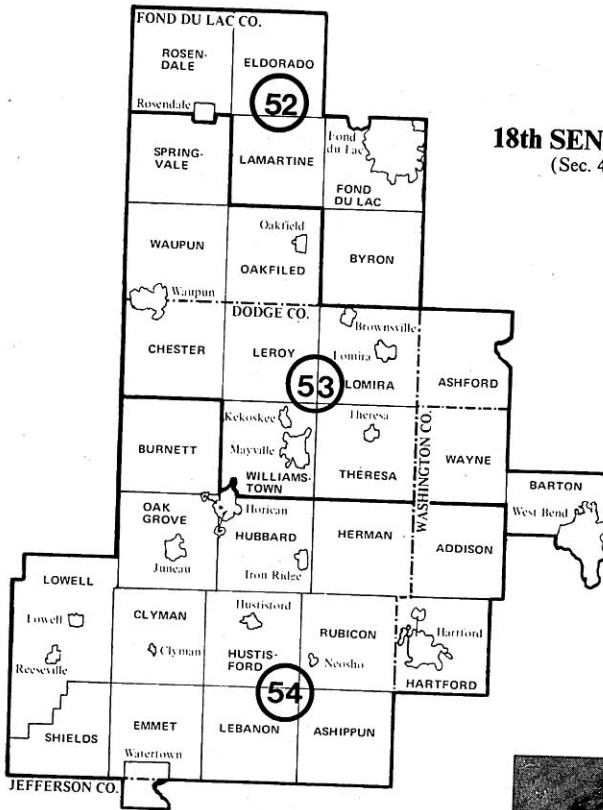 FOND DU LAC CO.
ROSEN-
DALE
ELDORADO
Rosendale
52
18th SEN
(Sec. 4
SPRING-
VALE
LAMARTINE
Fond
du Lac
FOND
DU LAC
WAUPUN
Oakfield
OAKFILED
BYRON
Waupun
DODGE CO.
Brownsville
CHESTER
LEROY
Lomira
LOMIRA
ASHFORD
53
Kekoskee
Theresa
WASHINGTON CO.
BURNETT
Mayville
WILLIAMS-
TOWN
THERESA
WAYNE
BARTON
West Bend
OAK
GROVE
Horican
HUBBARD
HERMAN
ADDISON
Juneau
Iron Ridge
LOWELL
Lowell
Reeseville
CLYMAN
Clyman
Hustisford
HUSTIS-
FORD
RUBICON
Neosho
Hartford
HARTFORD
54
SHIELDS
EMMET
LEBANON
ASHIPPUN
Watertown
JEFFERSON CO.